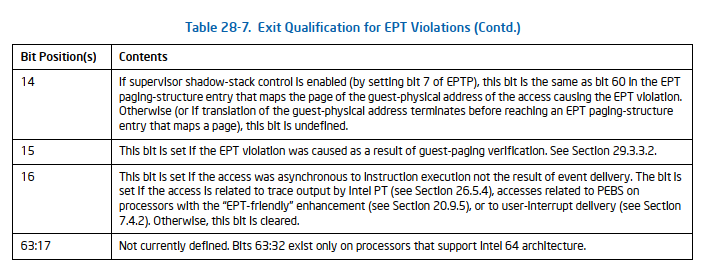 Table 28-7. Exit Qualification for EPT Violations (Contd.)
Bit Position(s) Contents
14 If supervisor shadow-stack control is enabled (by setting bit 7 of EPTP), this bit is the same as bit 60 in the EPT
paging-structure entry that maps the page of the guest-physical address of the access causing the EPT violation.
Otherwise (or if translation of the guest-physical address terminates before reaching an EPT paging-structure
entry that maps a page), this bit is undefined.
15 This bit is set if the EPT violation was caused as a result of guest-paging verification. See Section 29.3.3.2.
16 This bit is set if the access was asynchronous to instruction execution not the result of event delivery. The bit is
set if the access is related to trace output by Intel PT (see Section 26.5.4), accesses related to PEBS on
processors with the “EPT-friendly” enhancement (see Section 20.9.5), or to user-interrupt delivery (see Section
7.4.2). Otherwise, this bit is cleared.
63:17 Not currently defined. Bits 63:32 exist only on processors that support Intel 64 architecture.